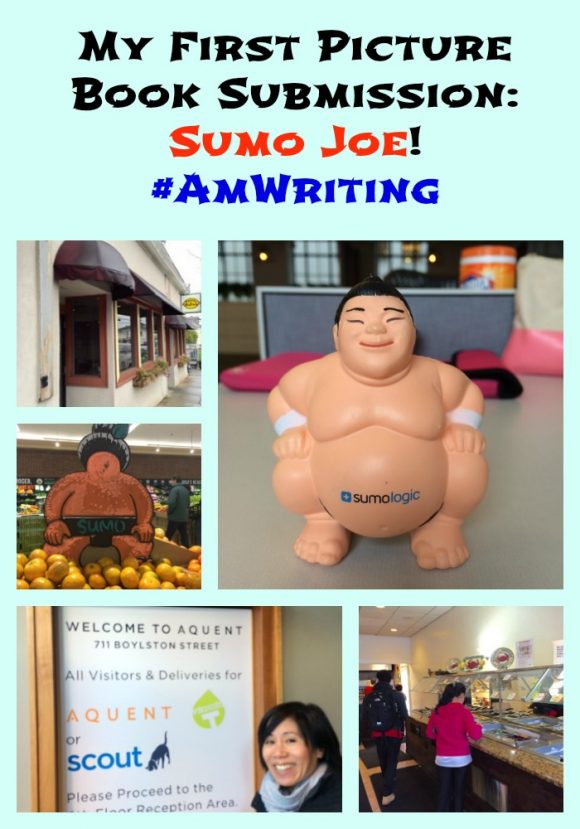 My First Picture
Book Submission:
Sumo Joe!
#AmWriting
sumologic
SUMO
WELCOME TO AQUENT
711 BOYLSTON STREET
All Visitors & Deliveries for
AQUENT
or
scout
Please Proceed to the
Floor Reception Area.